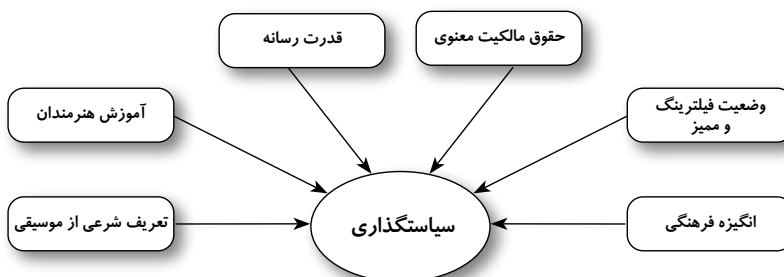 حقوق مالکیت معنوی
قدرت رسانه
وضعیت فیلترینگ
و ممیز
آموزش هنرمندان
انگیزه فرهنگی
سیاستگذاری
تعریف شرعی از موسیقی